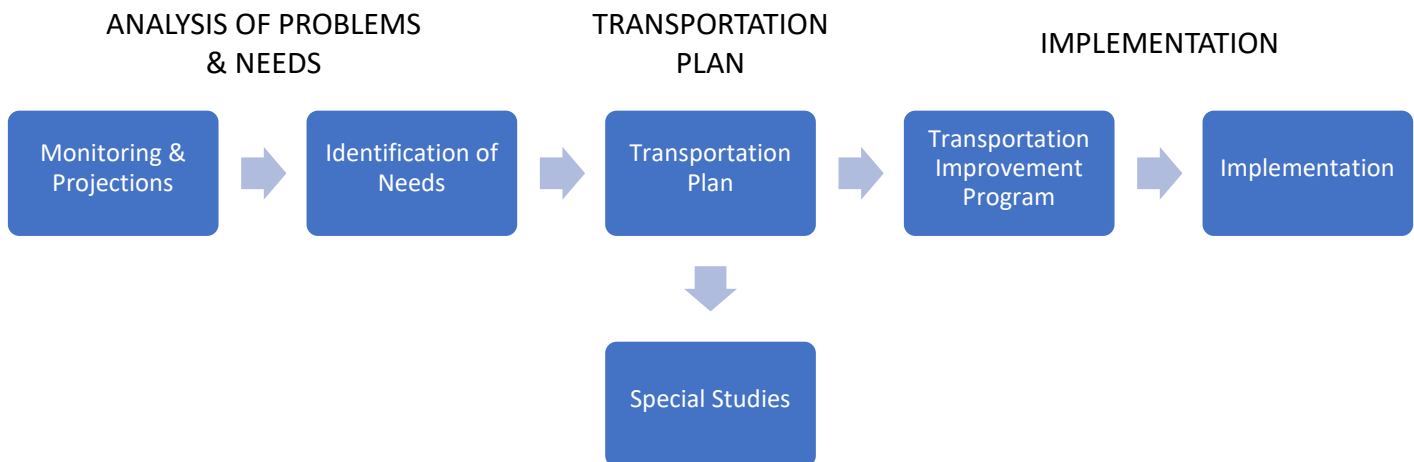 ANALYSIS OF PROBLEMS
& NEEDS
TRANSPORTATION
PLAN
IMPLEMENTATION
Monitoring &
Projections
Identification of
Needs
Transportation
Plan
Transportation
Improvement
Program
Implementation
Special Studies